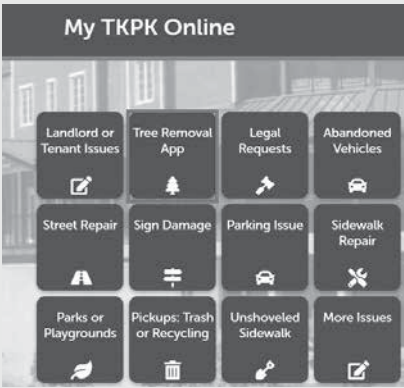 My TKPK Online
Landlord or
Tenant Issues
Tree Removal
App
Legal
Requests
Abandoned
Vehicles
Street Repair
Sign Damage
Parking Issue
Sidewalk
Repair
Parks or
Playgrounds
Pickups: Trash
or Recycling
Unshoveled
Sidewalk
More Issues